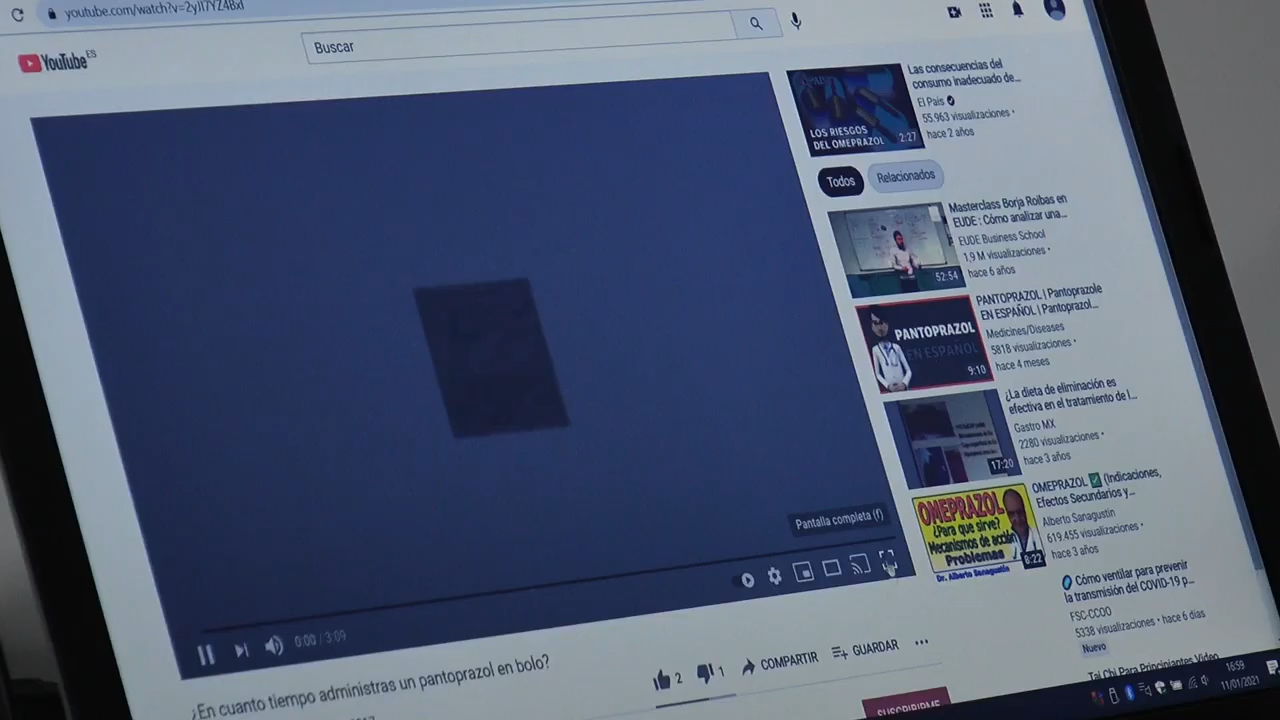 YouTube ES
Buscar
Pantalla completa (f)
0:00 / 3:09
¿En cuanto tiempo administras un pantoprazol en bolo?
2
1
COMPARTIR
GUARDAR
LOS RIESGOS
DEL OMEPRAZOL
2:27
Las consecuencias del
consumo inadecuado de...
El País
55.963 visualizaciones •
hace 2 años
Todos
Relacionados
52:54
Masterclass Borja Roibas en
EUDE : Cómo analizar una...
EUDE Business School
1,9 M visualizaciones •
hace 6 años
PANTOPRAZOL
EN ESPAÑOL
9:10
PANTOPRAZOL | Pantoprazole
EN ESPAÑOL | Pantoprazol...
Medicines/Diseases
5818 visualizaciones •
hace 4 meses
17:20
¿La dieta de eliminación es
efectiva en el tratamiento de l...
Gastro MX
2280 visualizaciones •
hace 3 años
OMEPRAZOL
¿Para que sirve?
Mecanismos de acción
Problemas
Dr. Alberto Sanagustín
8:22
OMEPRAZOL ✅ (Indicaciones,
Efectos Secundarios y...
Alberto Sanagustín
619.455 visualizaciones •
hace 3 años
Cómo ventilar para prevenir
la transmisión del COVID-19 p...
FSC-CCOO
5338 visualizaciones • hace 6 días
Nuevo
Tai Chi Para Principiantes Video
SUSCRIBIRME
16:59
11/01/2021